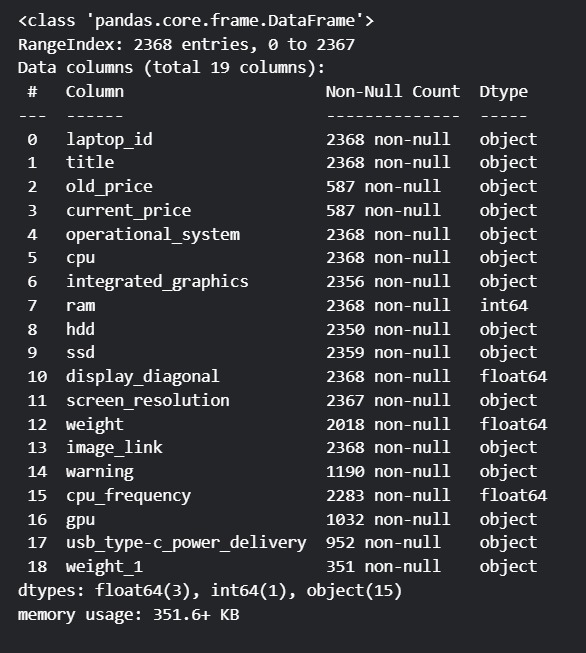 <class 'pandas.core.frame.DataFrame'>
RangeIndex: 2368 entries, 0 to 2367
Data columns (total 19 columns):
 #   Column                    Non-Null Count  Dtype
---  ------                    --------------  -----
 0   laptop_id                 2368 non-null   object
 1   title                     2368 non-null   object
 2   old_price                 587 non-null    object
 3   current_price             587 non-null    object
 4   operational_system        2368 non-null   object
 5   cpu                       2368 non-null   object
 6   integrated_graphics       2356 non-null   object
 7   ram                       2368 non-null   int64
 8   hdd                       2350 non-null   object
 9   ssd                       2359 non-null   object
 10  display_diagonal          2368 non-null   float64
 11  screen_resolution         2367 non-null   object
 12  weight                    2018 non-null   float64
 13  image_link                2368 non-null   object
 14  warning                   1190 non-null   object
 15  cpu_frequency             2283 non-null   float64
 16  gpu                       1032 non-null   object
 17  usb_type-c_power_delivery  952 non-null   object
 18  weight_1                  351 non-null    object
dtypes: float64(3), int64(1), object(15)
memory usage: 351.6+ KB